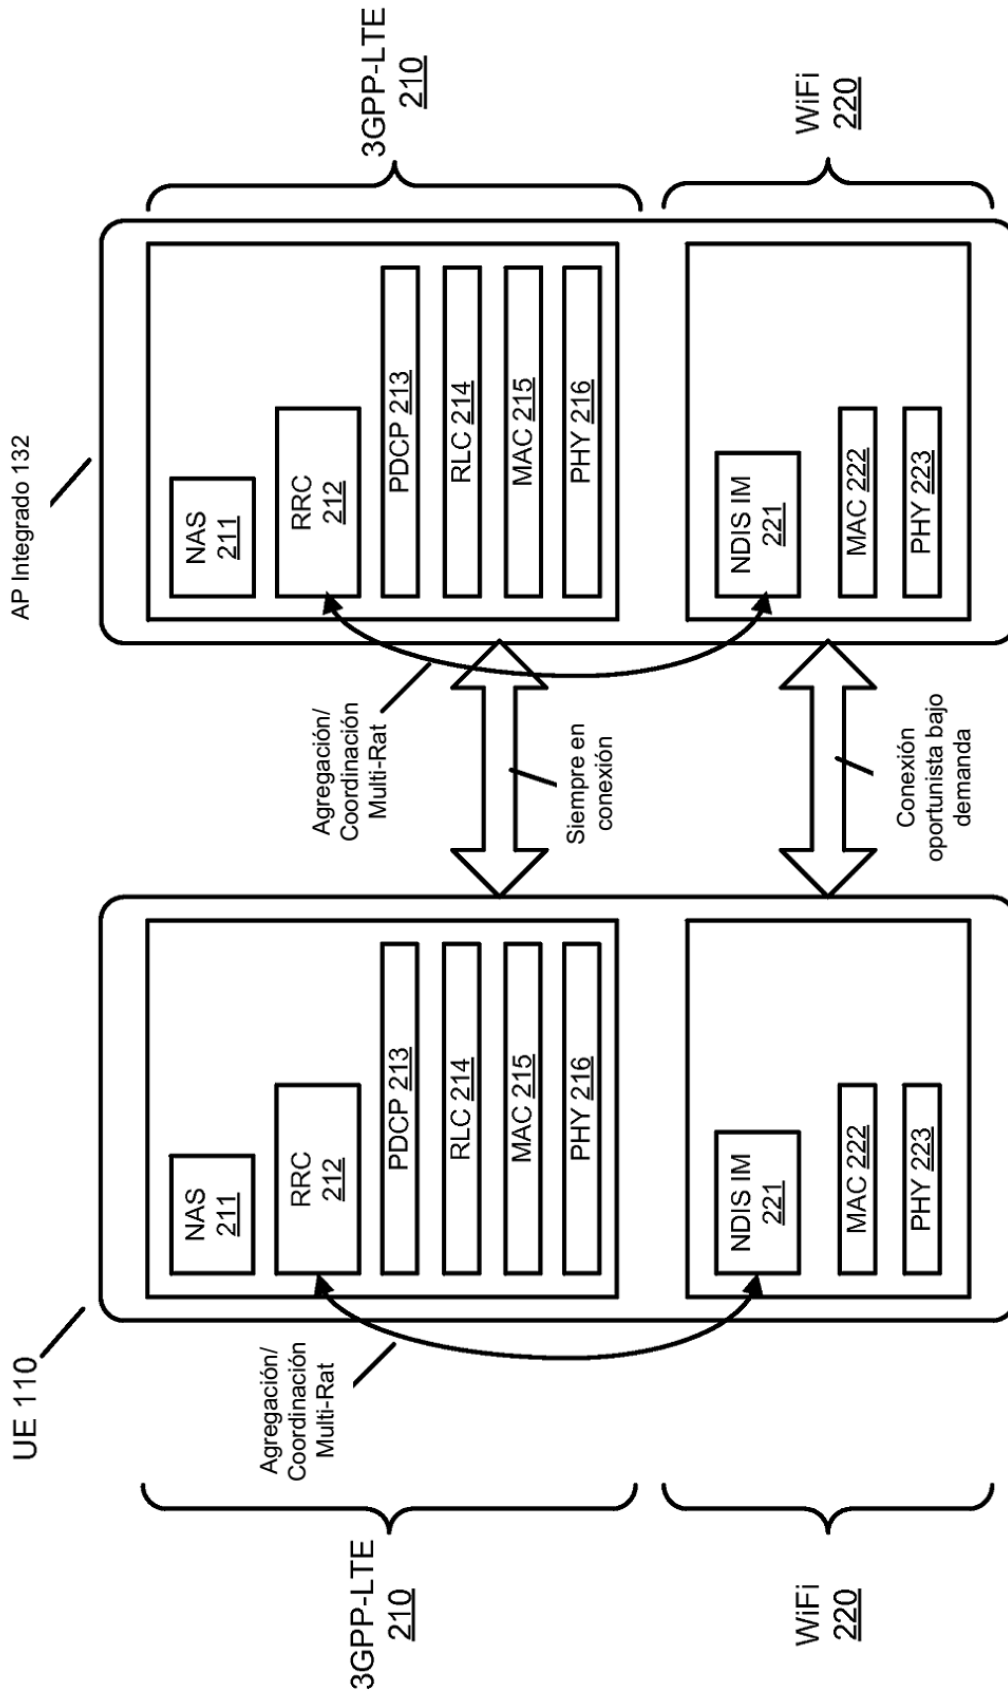 UE 110
AP Integrado 132
3GPP-LTE
210
NAS
211
RRC
212
PDCP 213
RLC 214
MAC 215
PHY 216
Agregación/
Coordinación
Multi-Rat
Siempre en
conexión
Agregación/
Coordinación
Multi-Rat
NAS
211
RRC
212
PDCP 213
RLC 214
MAC 215
PHY 216
3GPP-LTE
210
WiFi
220
NDIS IM
221
MAC 222
PHY 223
Conexión
oportunista bajo
demanda
NDIS IM
221
MAC 222
PHY 223
WiFi
220